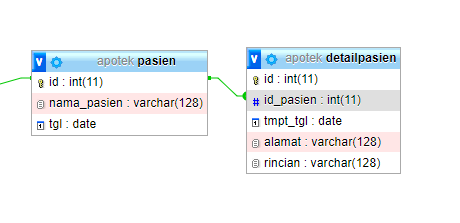 v apotek pasien
id : int(11)
nama_pasien : varchar(128)
tgl : date
v apotek detailpasien
id : int(11)
# id_pasien : int(11)
tmpt_tgl : date
alamat : varchar(128)
rincian : varchar(128)